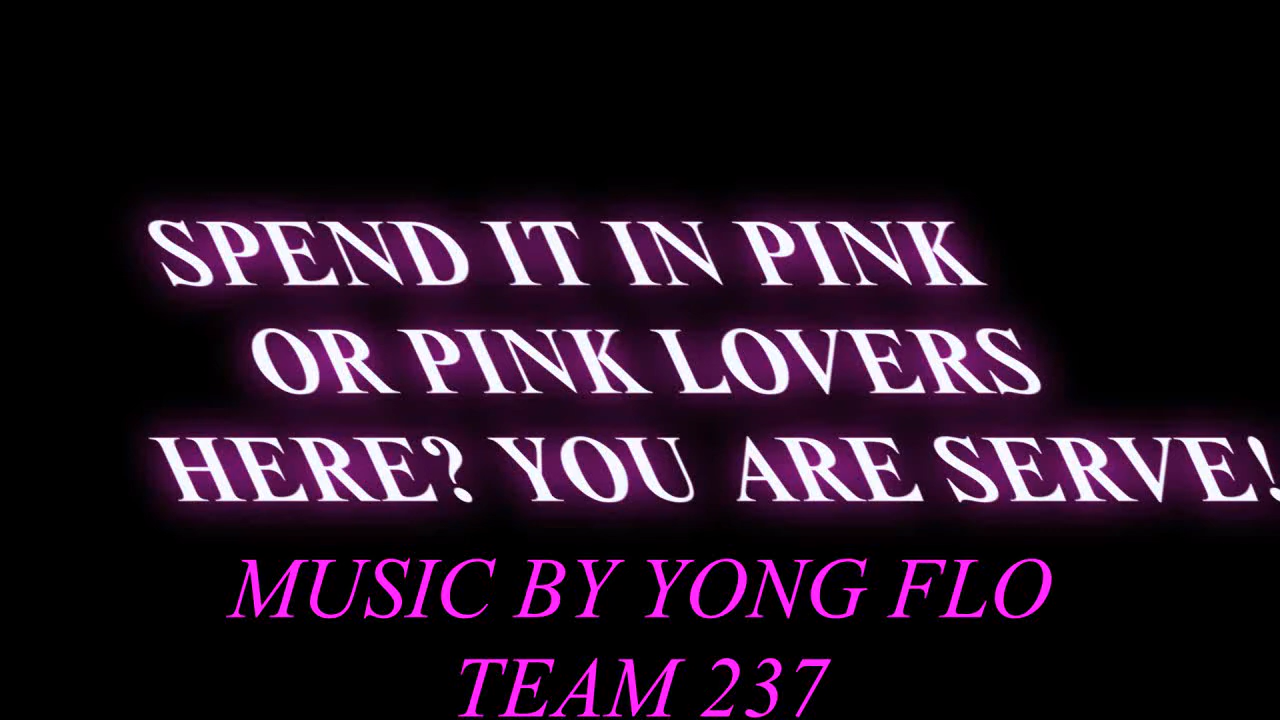 SPEND IT IN PINK
OR PINK LOVERS
HERE? YOU ARE SERVE!
MUSIC BY YONG FLO
TEAM 237